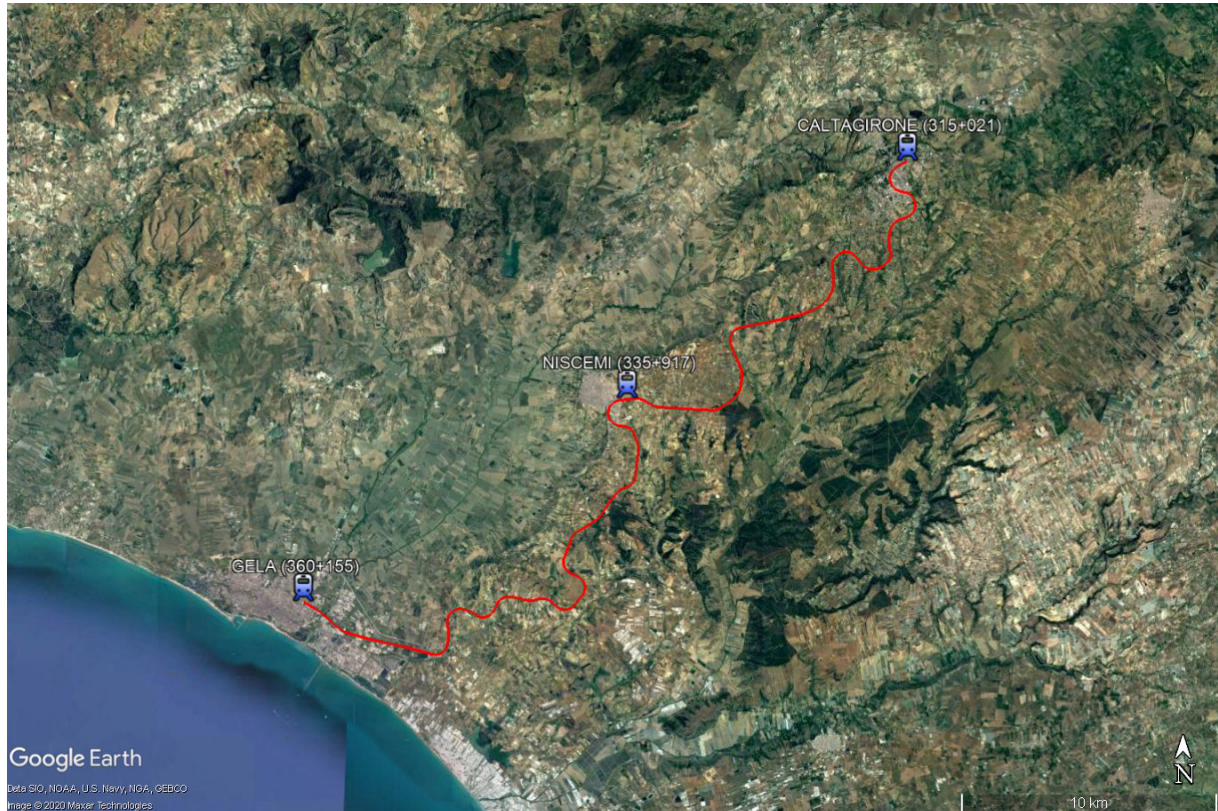 CALTAGIRONE (315+021)
NISCEMI (335+917)
GELA (360+155)
Google Earth
Data SIO, NOAA, U.S. Navy, NGA, GEBCO
Image © 2020 Maxar Technologies
N
10 km